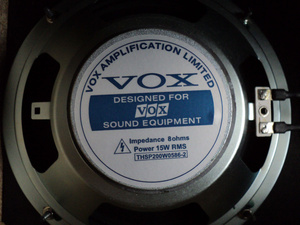 VOX AMPLIFICATION LIMITED
VOX
DESIGNED FOR
VOX
SOUND EQUIPMENT
Impedance 8ohms
Power 15W RMS
THSP200W0586-2